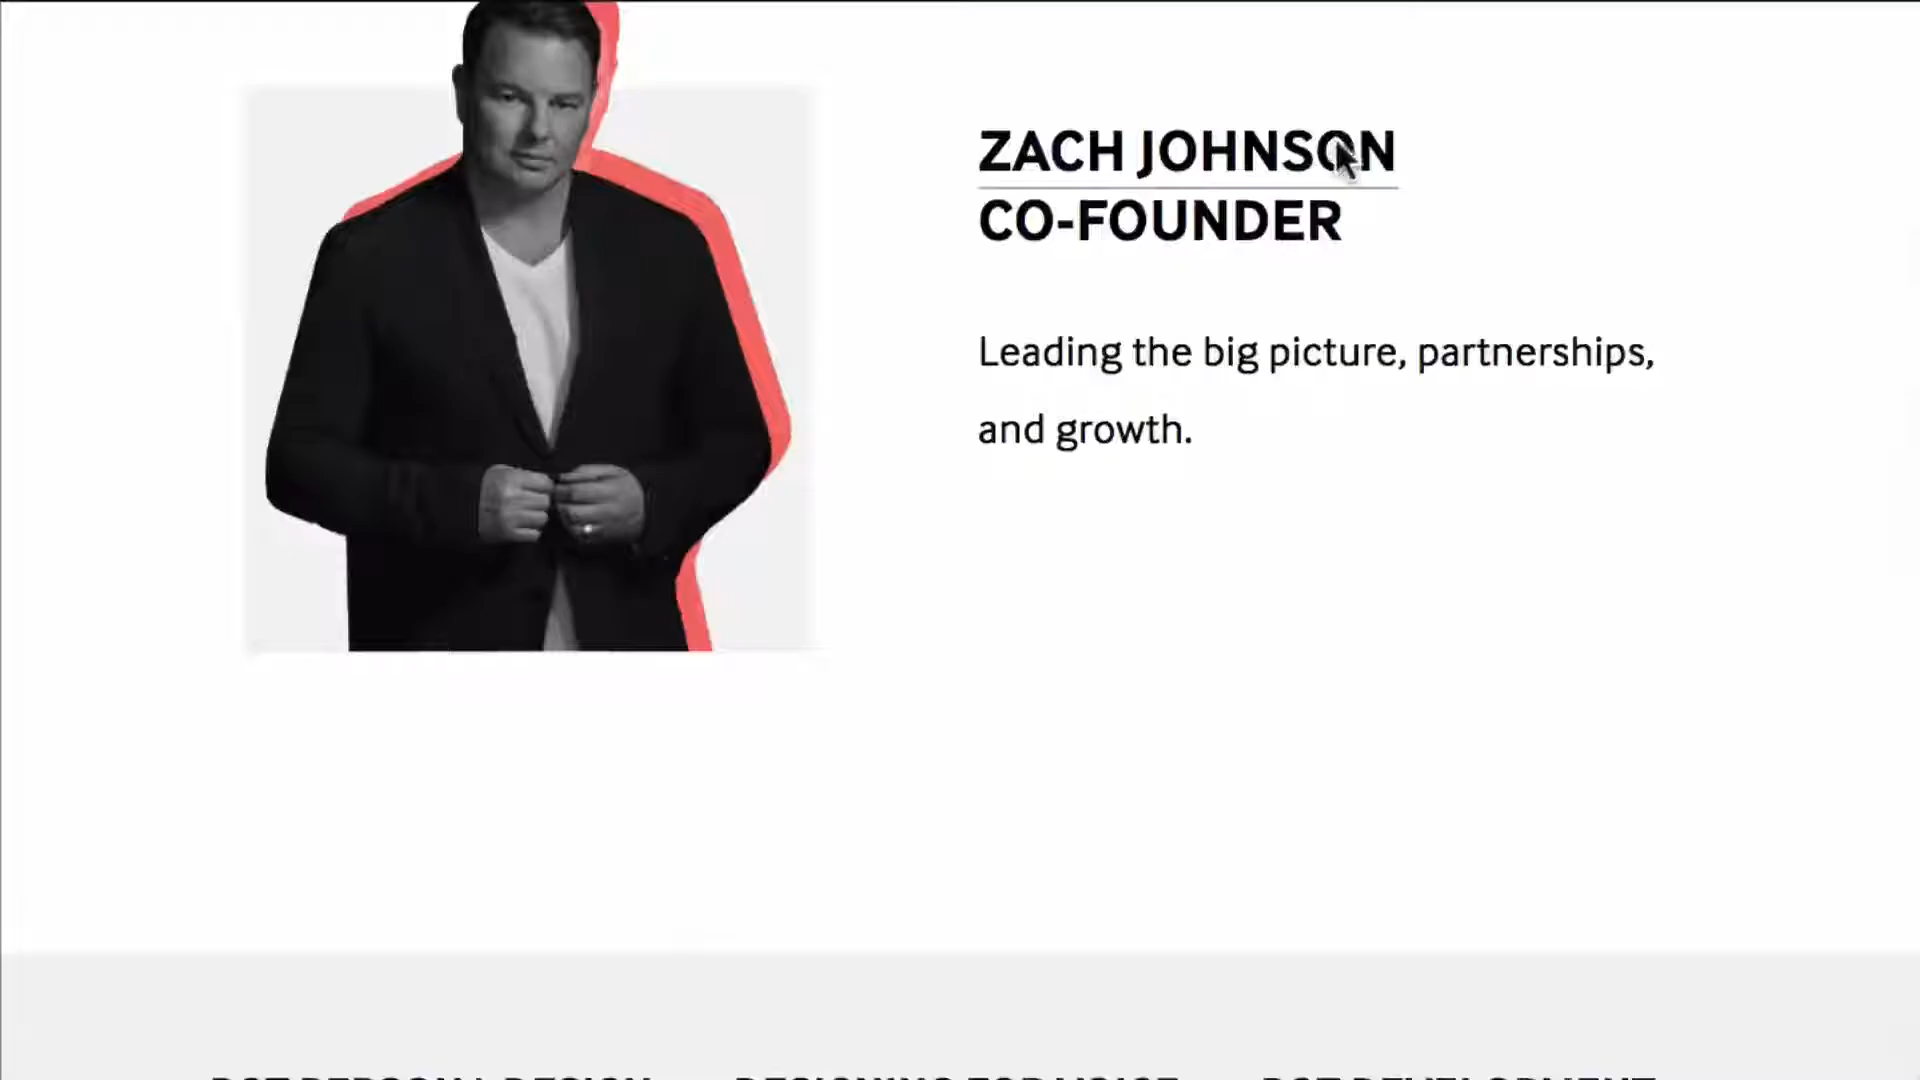 ZACH JOHNSON
CO-FOUNDER
Leading the big picture, partnerships,
and growth.